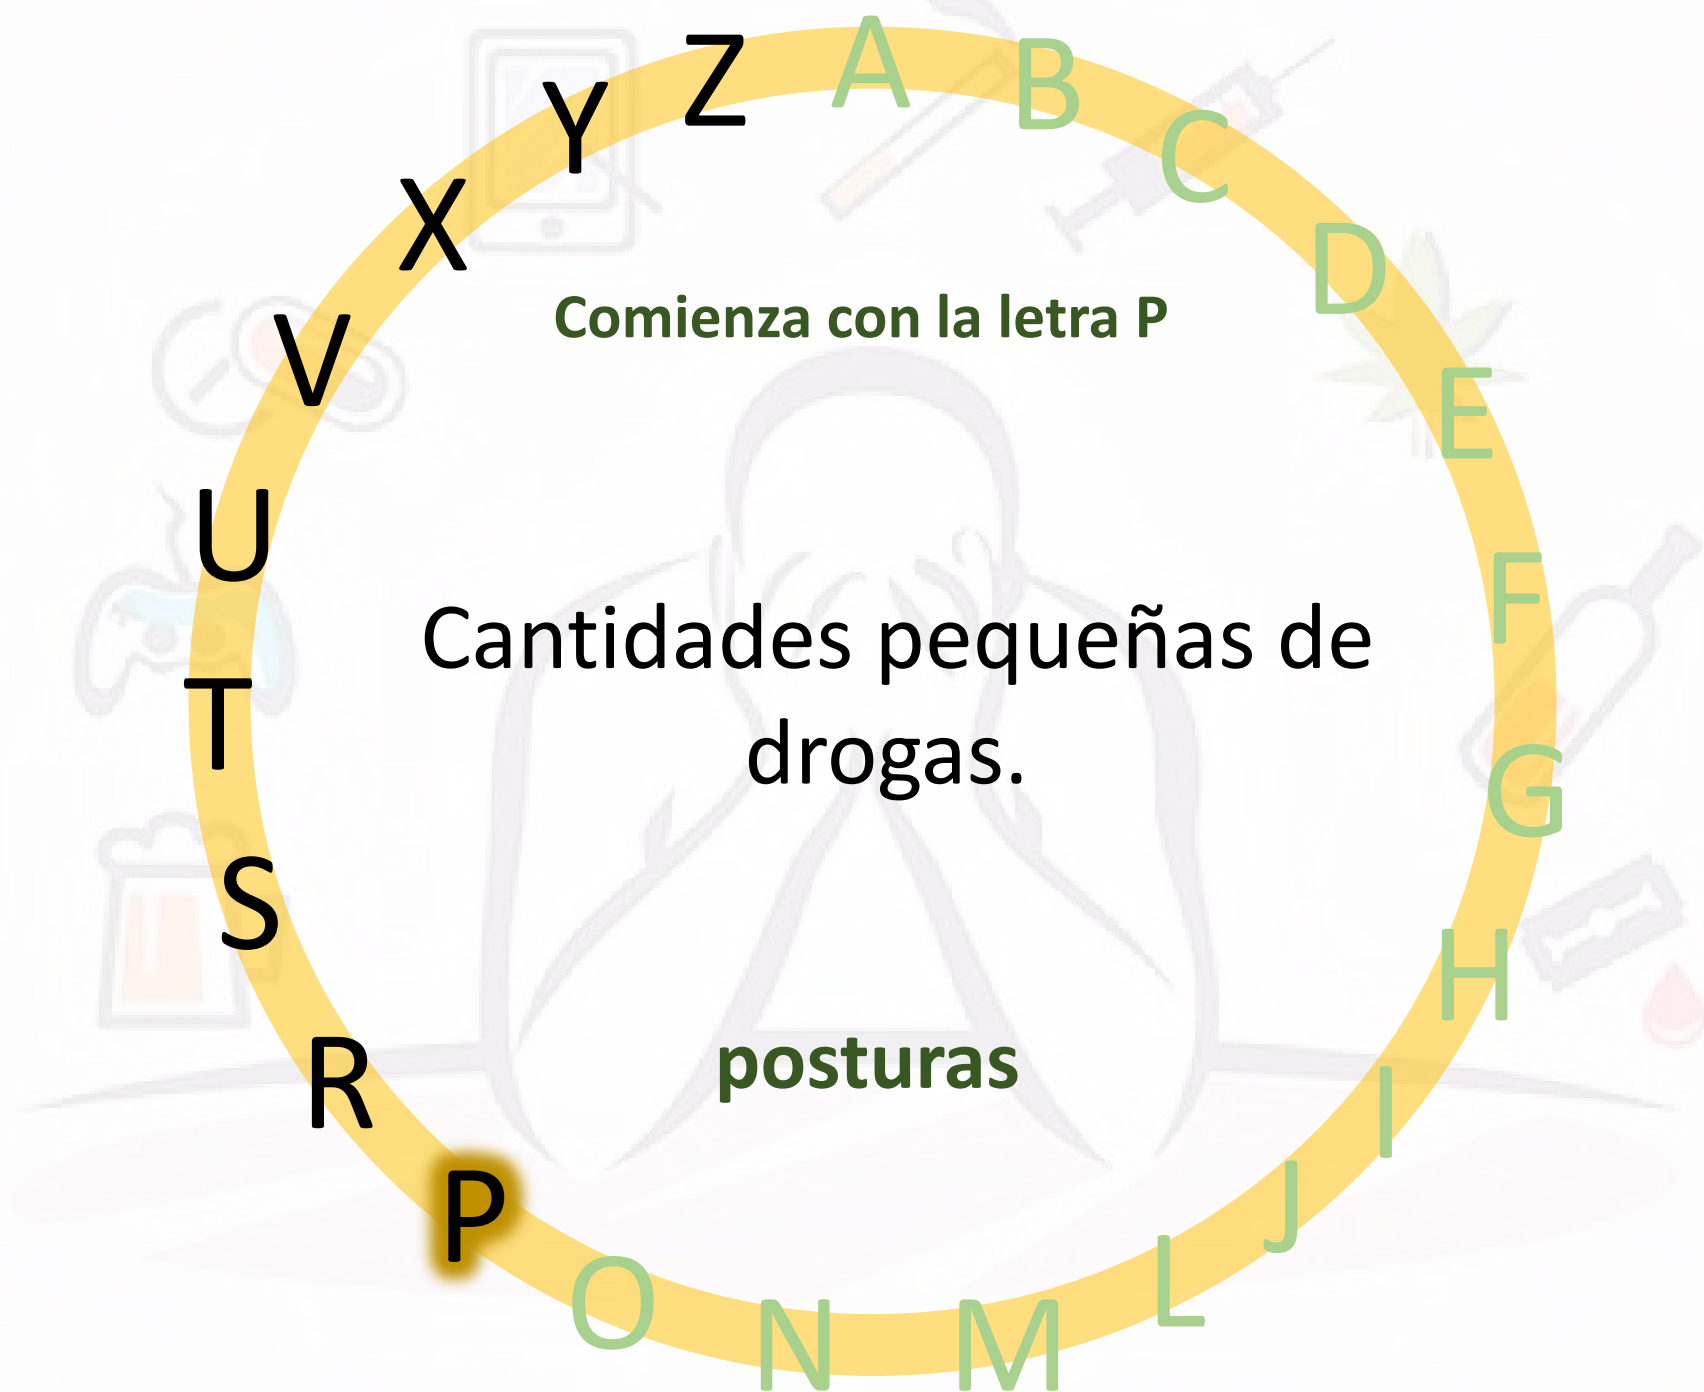 A
B
C
D
E
F
G
H
I
J
L
M
N
O
P
R
S
T
U
V
X
Y
Z
Comienza con la letra P
Cantidades pequeñas de
drogas.
posturas